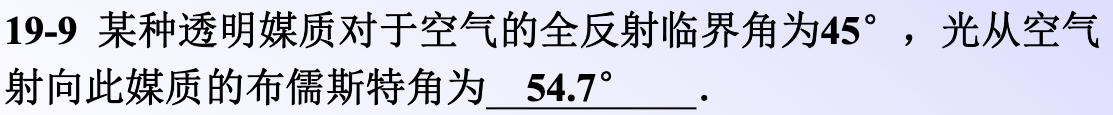 19-9 某种透明媒质对于空气的全反射临界角为45°，光从空气
射向此媒质的布儒斯特角为 54.7° .